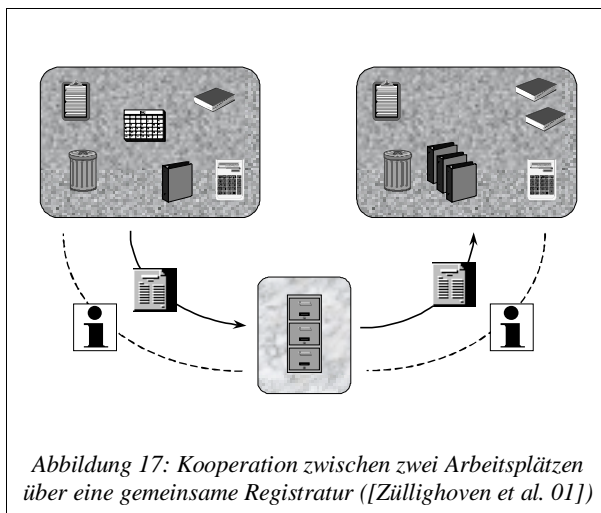 i
i
Abbildung 17: Kooperation zwischen zwei Arbeitsplätzen
über eine gemeinsame Registratur ([Züllighoven et al. 01])